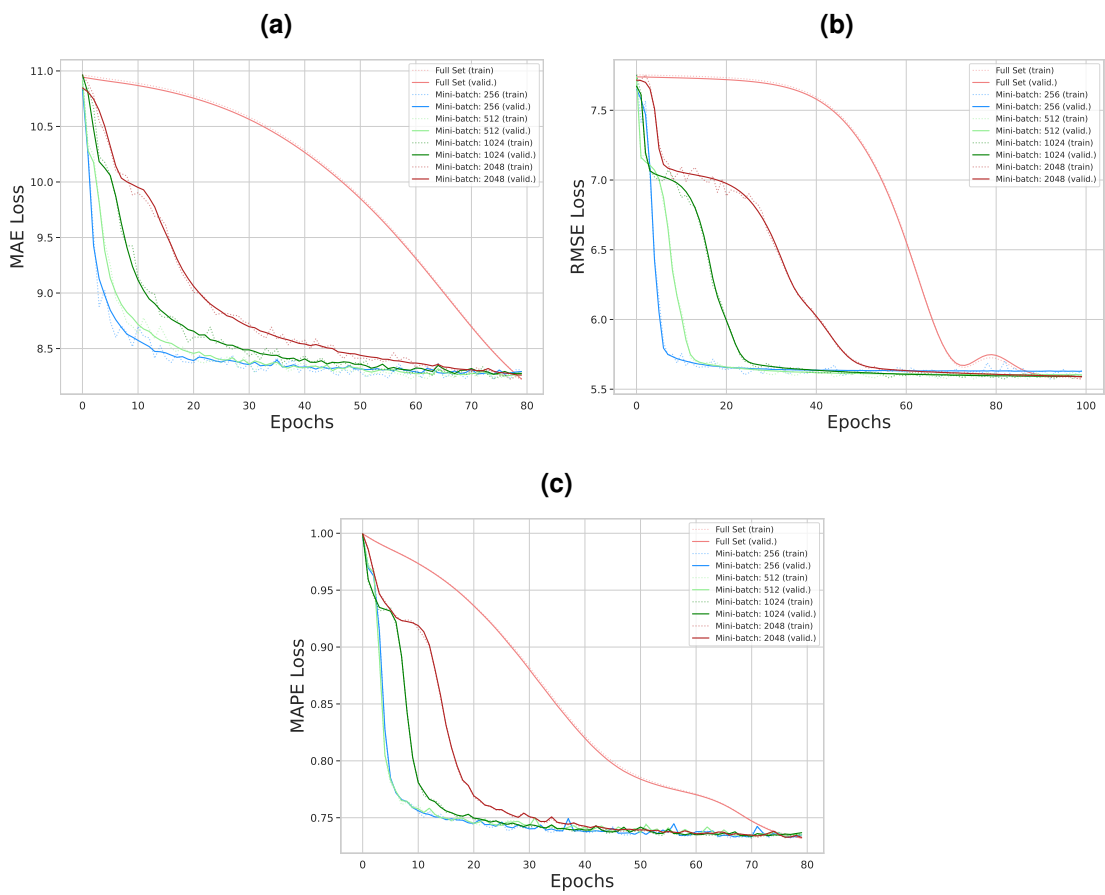 (a)
MAE Loss
11.0
10.5
10.0
9.5
9.0
8.5
0 10 20 30 40 50 60 70 80
Epochs
Full Set (train)
Full Set (valid.)
Mini-batch: 256 (train)
Mini-batch: 256 (valid.)
Mini-batch: 512 (train)
Mini-batch: 512 (valid.)
Mini-batch: 1024 (train)
Mini-batch: 1024 (valid.)
Mini-batch: 2048 (train)
Mini-batch: 2048 (valid.)
(b)
RMSE Loss
7.5
7.0
6.5
6.0
5.5
0 20 40 60 80 100
Epochs
Full Set (train)
Full Set (valid.)
Mini-batch: 256 (train)
Mini-batch: 256 (valid.)
Mini-batch: 512 (train)
Mini-batch: 512 (valid.)
Mini-batch: 1024 (train)
Mini-batch: 1024 (valid.)
Mini-batch: 2048 (train)
Mini-batch: 2048 (valid.)
(c)
MAPE Loss
1.00
0.95
0.90
0.85
0.80
0.75
0 10 20 30 40 50 60 70 80
Epochs
Full Set (train)
Full Set (valid.)
Mini-batch: 256 (train)
Mini-batch: 256 (valid.)
Mini-batch: 512 (train)
Mini-batch: 512 (valid.)
Mini-batch: 1024 (train)
Mini-batch: 1024 (valid.)
Mini-batch: 2048 (train)
Mini-batch: 2048 (valid.)